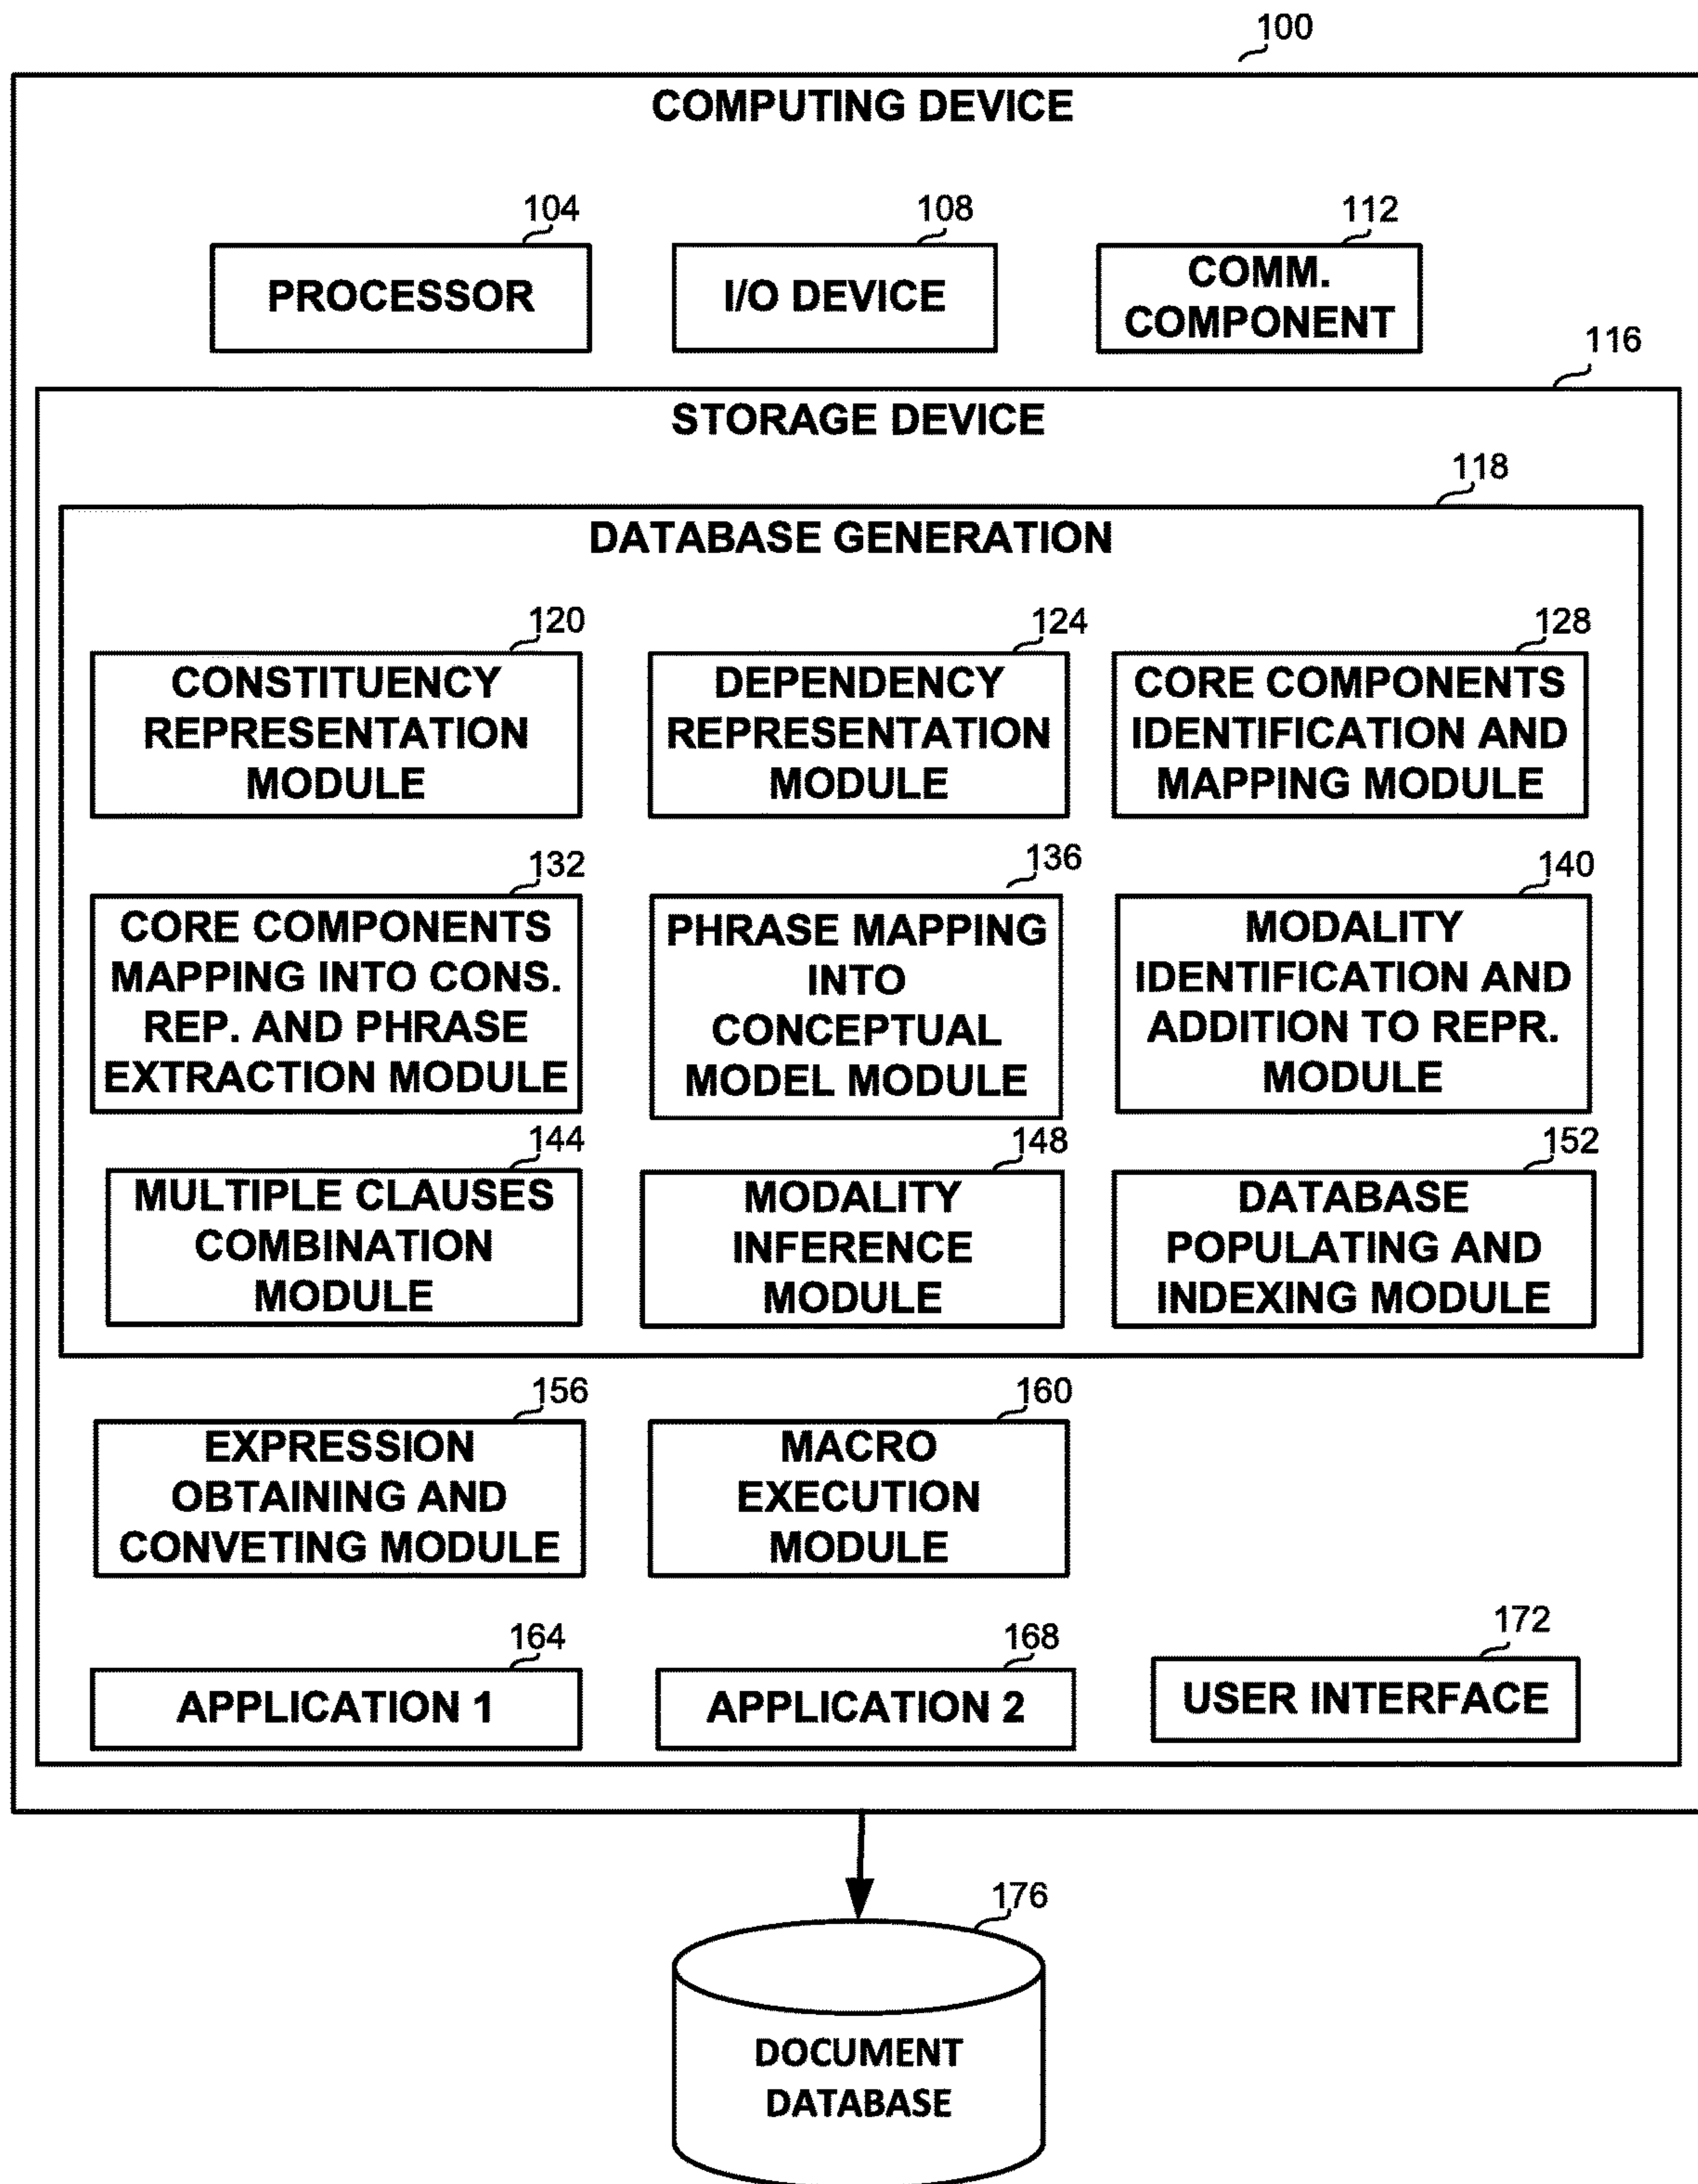 100
COMPUTING DEVICE
104
PROCESSOR
108
I/O DEVICE
112
COMM.
COMPONENT
116
STORAGE DEVICE
118
DATABASE GENERATION
120
CONSTITUENCY
REPRESENTATION
MODULE
124
DEPENDENCY
REPRESENTATION
MODULE
128
CORE COMPONENTS
IDENTIFICATION AND
MAPPING MODULE
132
CORE COMPONENTS
MAPPING INTO CONS.
REP. AND PHRASE
EXTRACTION MODULE
136
PHRASE MAPPING
INTO
CONCEPTUAL
MODEL MODULE
140
MODALITY
IDENTIFICATION AND
ADDITION TO REPR.
MODULE
144
MULTIPLE CLAUSES
COMBINATION
MODULE
148
MODALITY
INFERENCE
MODULE
152
DATABASE
POPULATING AND
INDEXING MODULE
156
EXPRESSION
OBTAINING AND
CONVETING MODULE
160
MACRO
EXECUTION
MODULE
164
APPLICATION 1
168
APPLICATION 2
172
USER INTERFACE
176
DOCUMENT
DATABASE